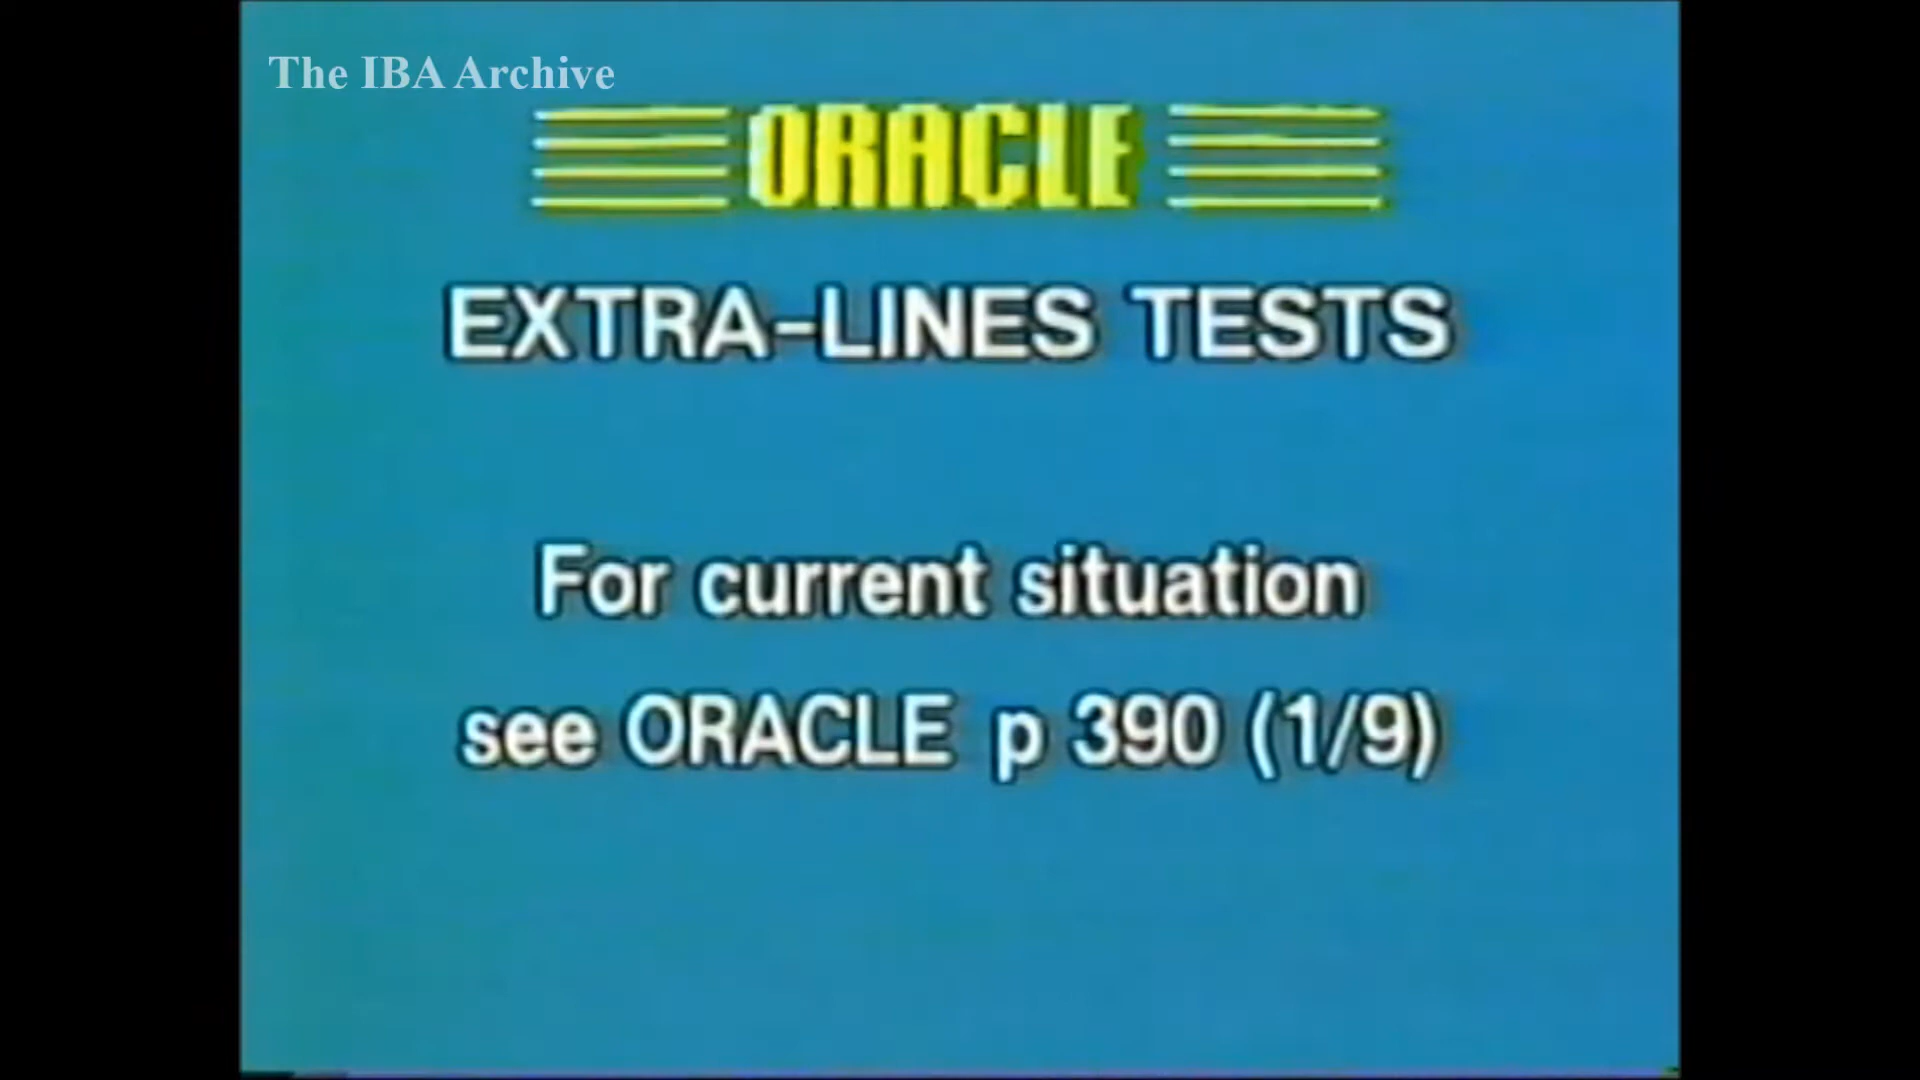 The IBA Archive
ORACLE
EXTRA-LINES TESTS
For current situation
see ORACLE p 390 (1/9)